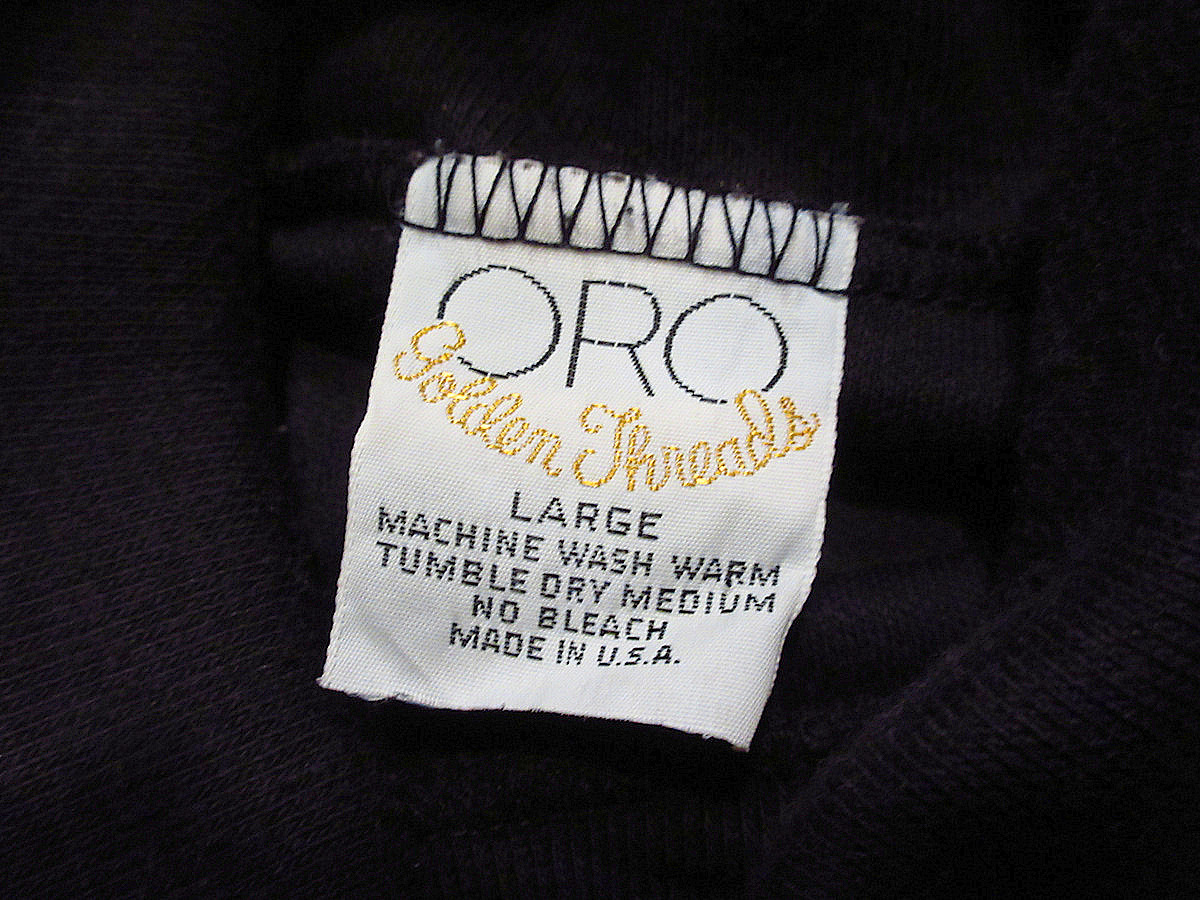 ORO
Golden Threads
LARGE
MACHINE WASH WARM
TUMBLE DRY MEDIUM
NO BLEACH
MADE IN U.S.A.